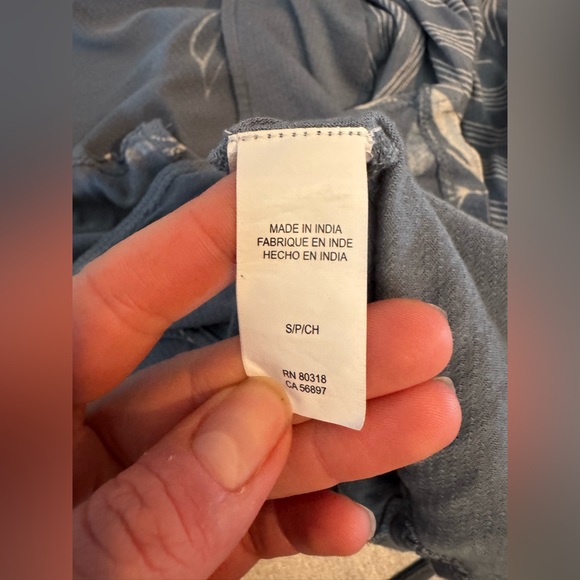 MADE IN INDIA
FABRIQUE EN INDE
HECHO EN INDIA
S/P/CH
RN 80318
CA 56897